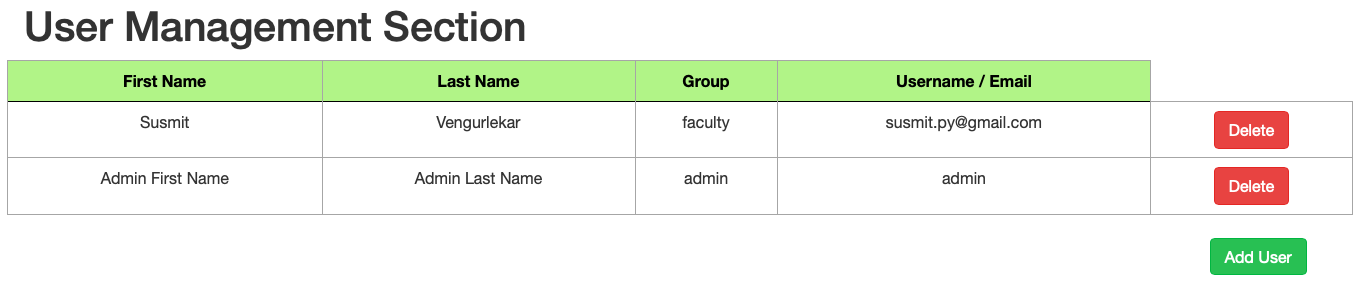 User Management Section
First Name Last Name Group Username / Email
Susmit Vengurlekar faculty susmit.py@gmail.com Delete
Admin First Name Admin Last Name admin admin Delete
Add User